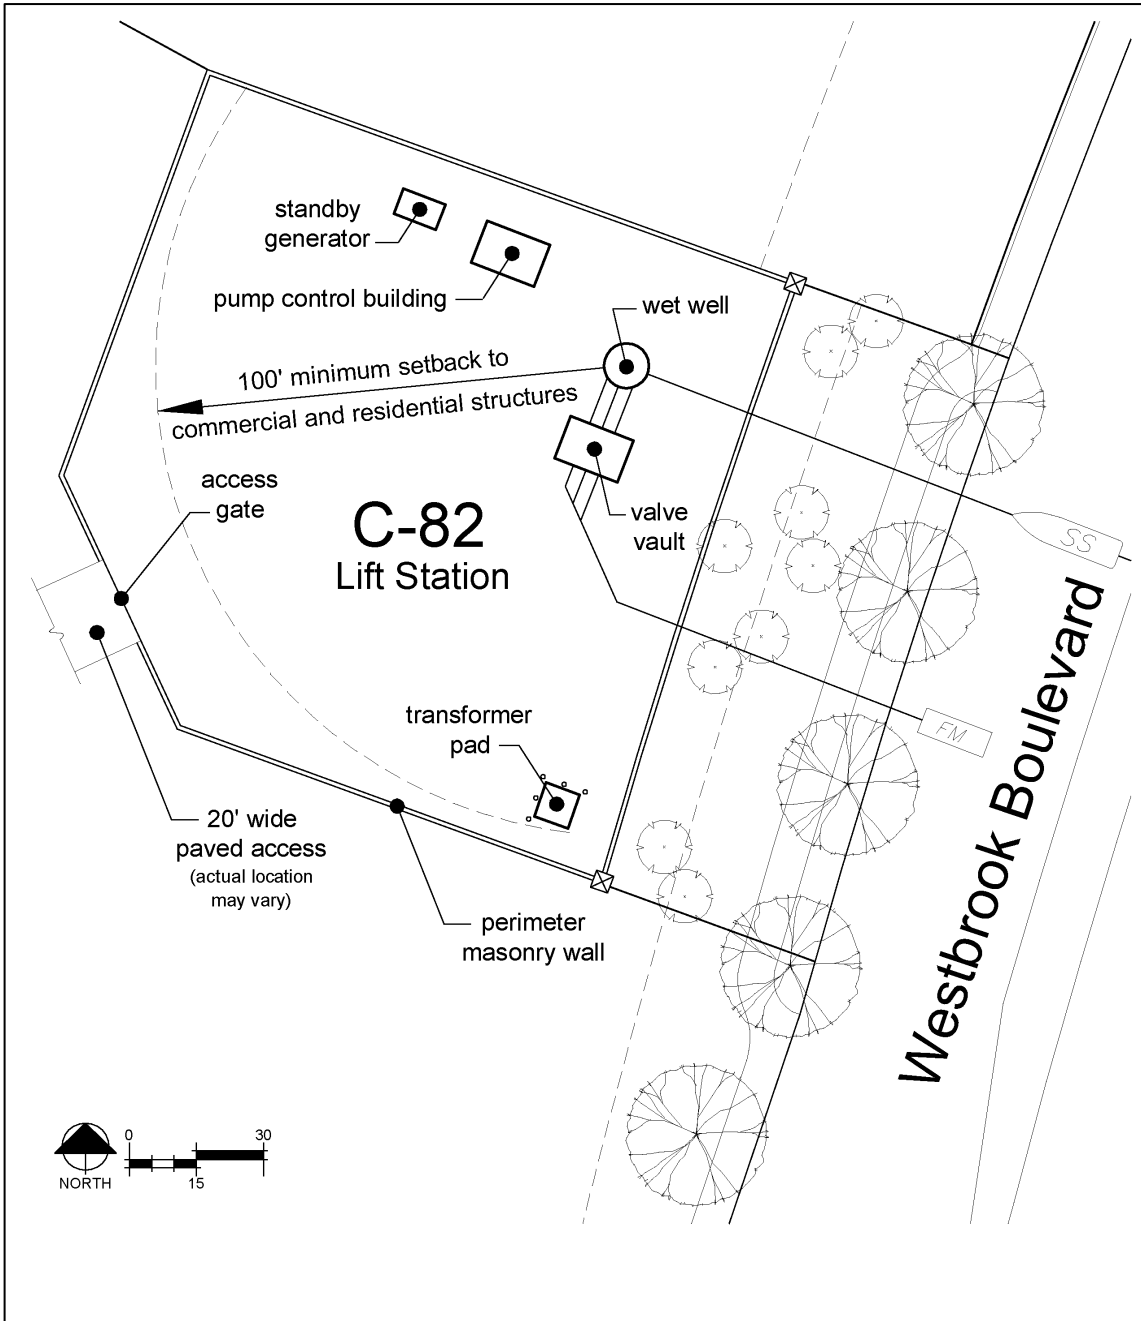 standby
generator
pump control building
wet well
100' minimum setback to
commercial and residential structures
access
gate
C-82
Lift Station
valve
vault
SS
FM
Westbrook Boulevard
transformer
pad
20' wide
paved access
(actual location
may vary)
perimeter
masonry wall
0
30
NORTH
15